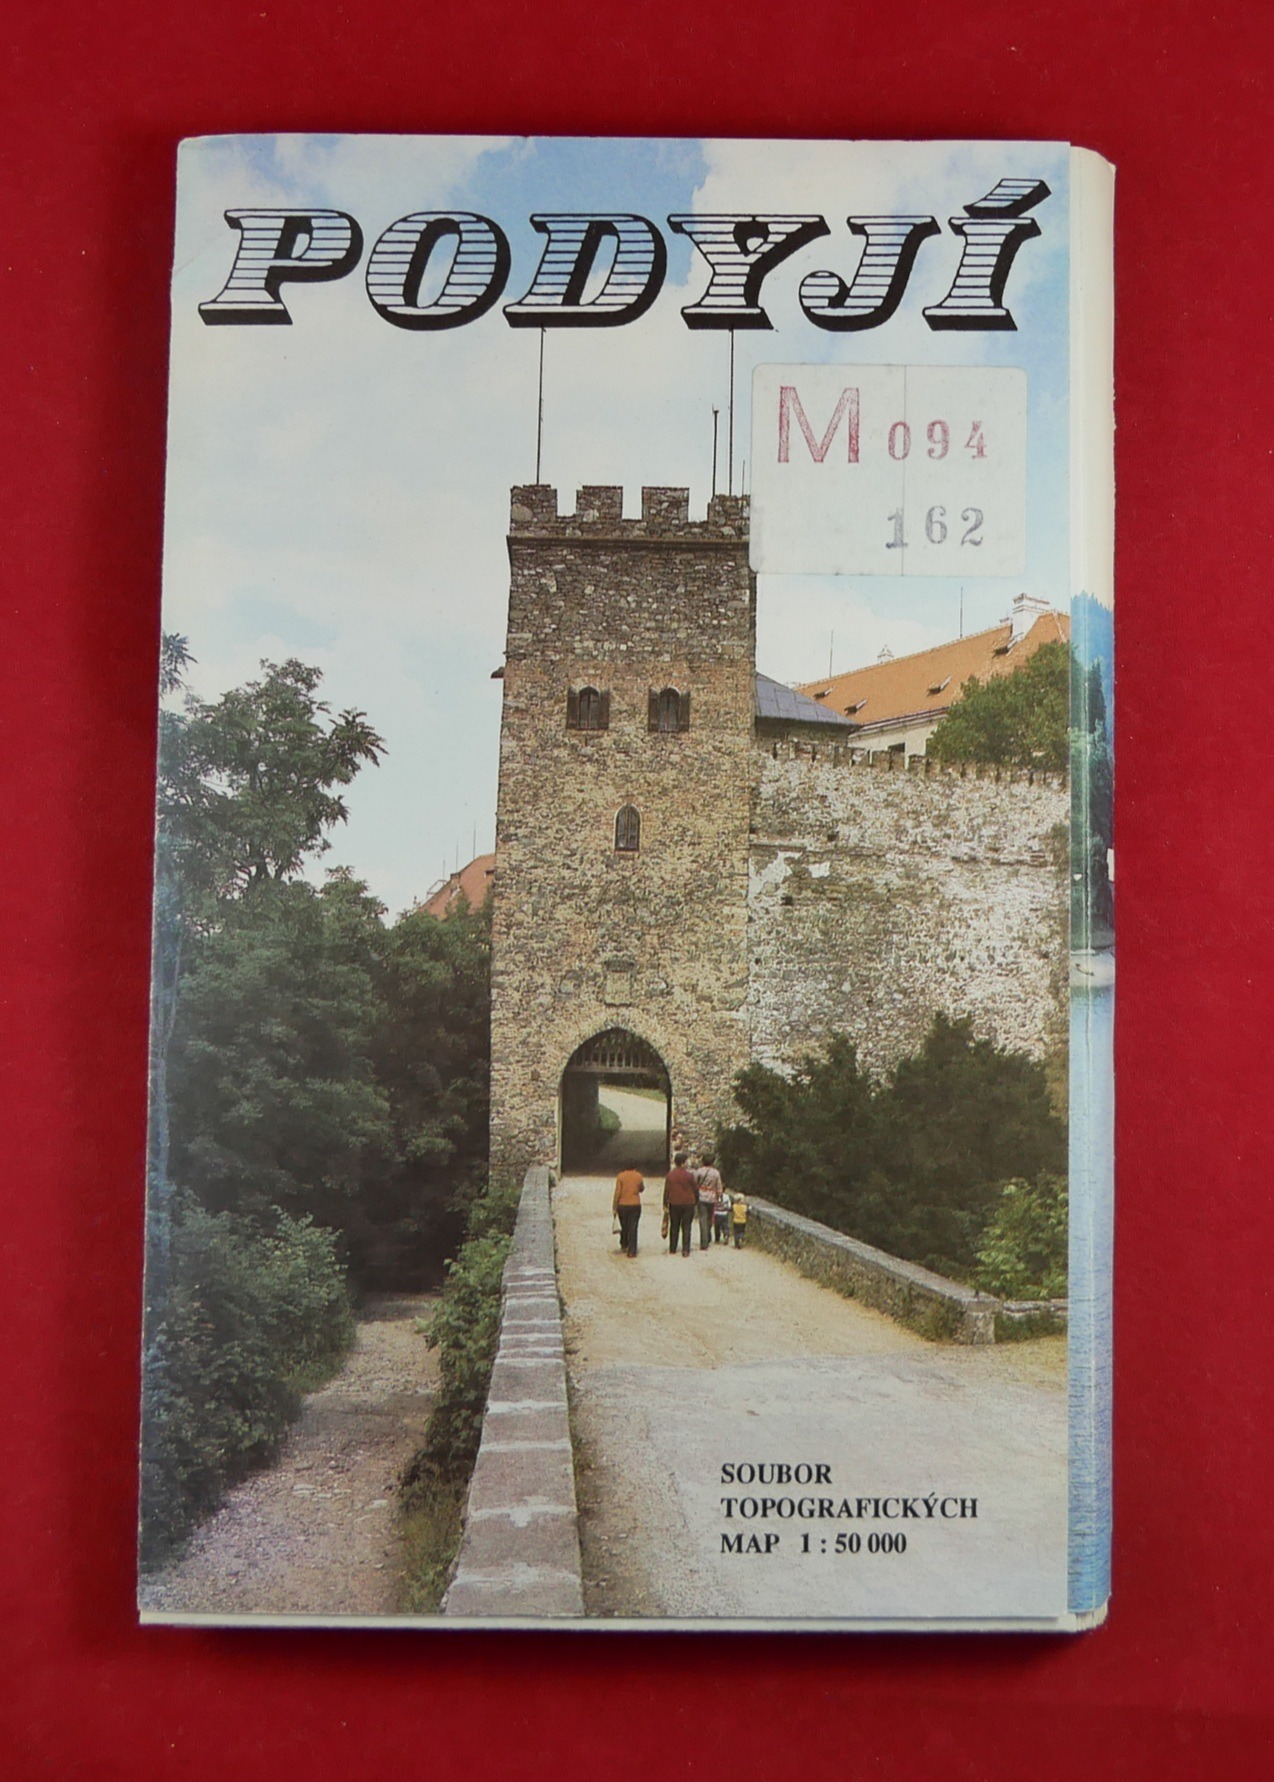 PODYJÍ
M 094
162
SOUBOR
TOPOGRAFICKÝCH
MAP 1 : 50 000